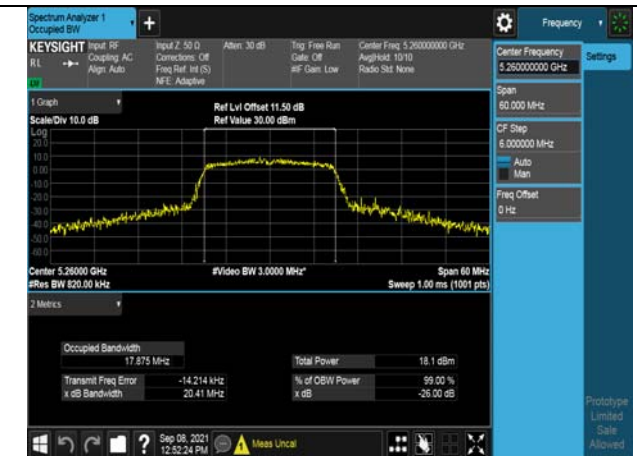 Spectrum Analyzer 1
Occupied BW
+
Frequency
KEYSIGHT
RL
Input: RF
Coupling: AC
Align: Auto
Input Z: 50 Ω
Corrections: Off
Freq Ref: Int (S)
NFE: Adaptive
Atten: 30 dB
Trig: Free Run
Gate: Off
#IF Gain: Low
Center Freq: 5.260000000 GHz
Avg|Hold: 10/10
Radio Std: None
1 Graph
Scale/Div 10.0 dB
Ref Lvl Offset 11.50 dB
Ref Value 30.00 dBm
Log
20.0
10.0
0.00
-10.0
-20.0
-30.0
-40.0
-50.0
-60.0
Center 5.26000 GHz
#Res BW 820.00 kHz
#Video BW 3.0000 MHz*
Span 60 MHz
Sweep 1.00 ms (1001 pts)
2 Metrics
Occupied Bandwidth
17.875 MHz
Total Power 18.1 dBm
Transmit Freq Error -14.214 kHz
% of OBW Power 99.00 %
x dB Bandwidth 20.41 MHz
x dB -26.00 dB
Center Frequency
5.260000000 GHz
Settings
Span
60.000 MHz
CF Step
6.000000 MHz
Auto
Man
Freq Offset
0 Hz
Prototype
Limited
Sale
Allowed
?
Sep 08, 2021
12:52:24 PM
Meas Uncal